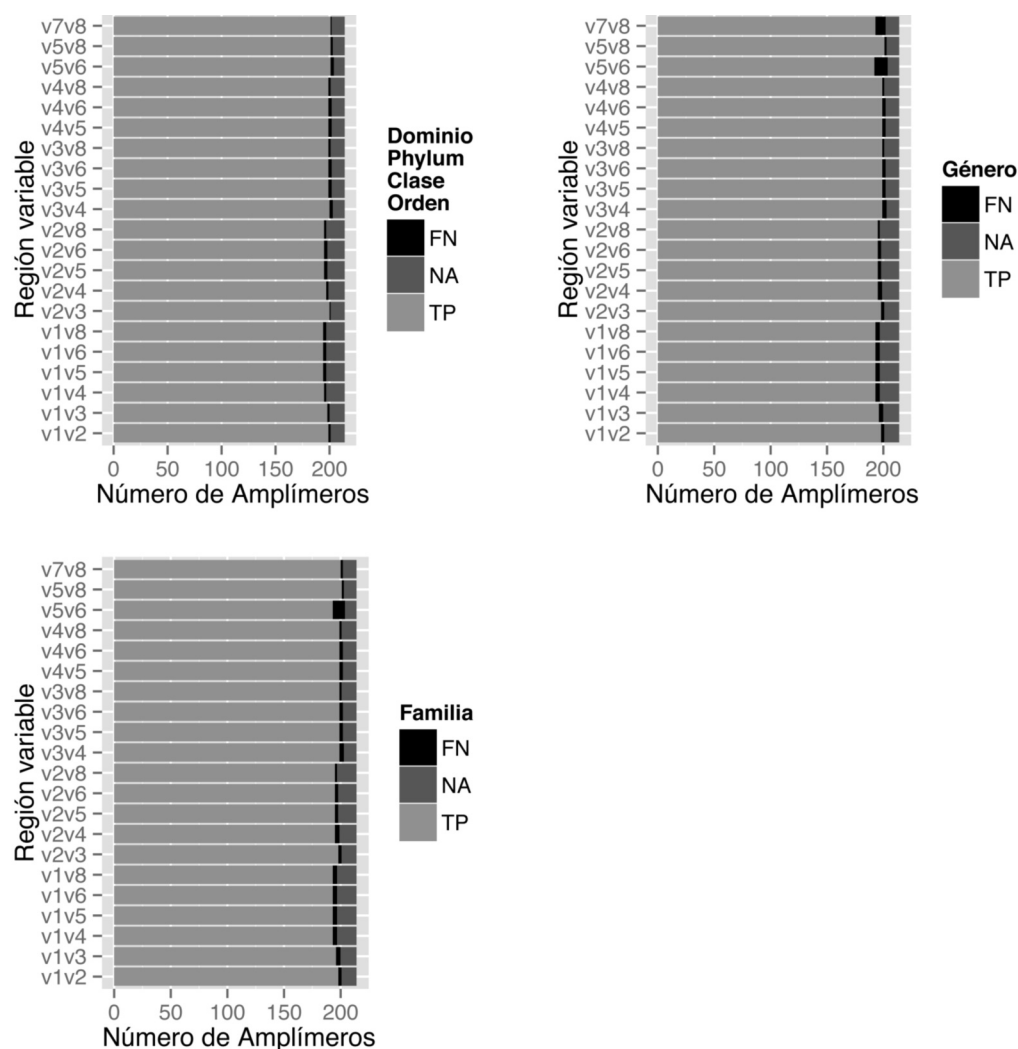 Región variable
v7v8
v5v8
v5v6
v4v8
v4v6
v4v5
v3v8
v3v6
v3v5
v3v4
v2v8
v2v6
v2v5
v2v4
v2v3
v1v8
v1v6
v1v5
v1v4
v1v3
v1v2
0 50 100 150 200
Número de Amplímeros
Dominio
Phylum
Clase
Orden
FN
NA
TP
Región variable
v7v8
v5v8
v5v6
v4v8
v4v6
v4v5
v3v8
v3v6
v3v5
v3v4
v2v8
v2v6
v2v5
v2v4
v2v3
v1v8
v1v6
v1v5
v1v4
v1v3
v1v2
0 50 100 150 200
Número de Amplímeros
Género
FN
NA
TP
Región variable
v7v8
v5v8
v5v6
v4v8
v4v6
v4v5
v3v8
v3v6
v3v5
v3v4
v2v8
v2v6
v2v5
v2v4
v2v3
v1v8
v1v6
v1v5
v1v4
v1v3
v1v2
0 50 100 150 200
Número de Amplímeros
Familia
FN
NA
TP